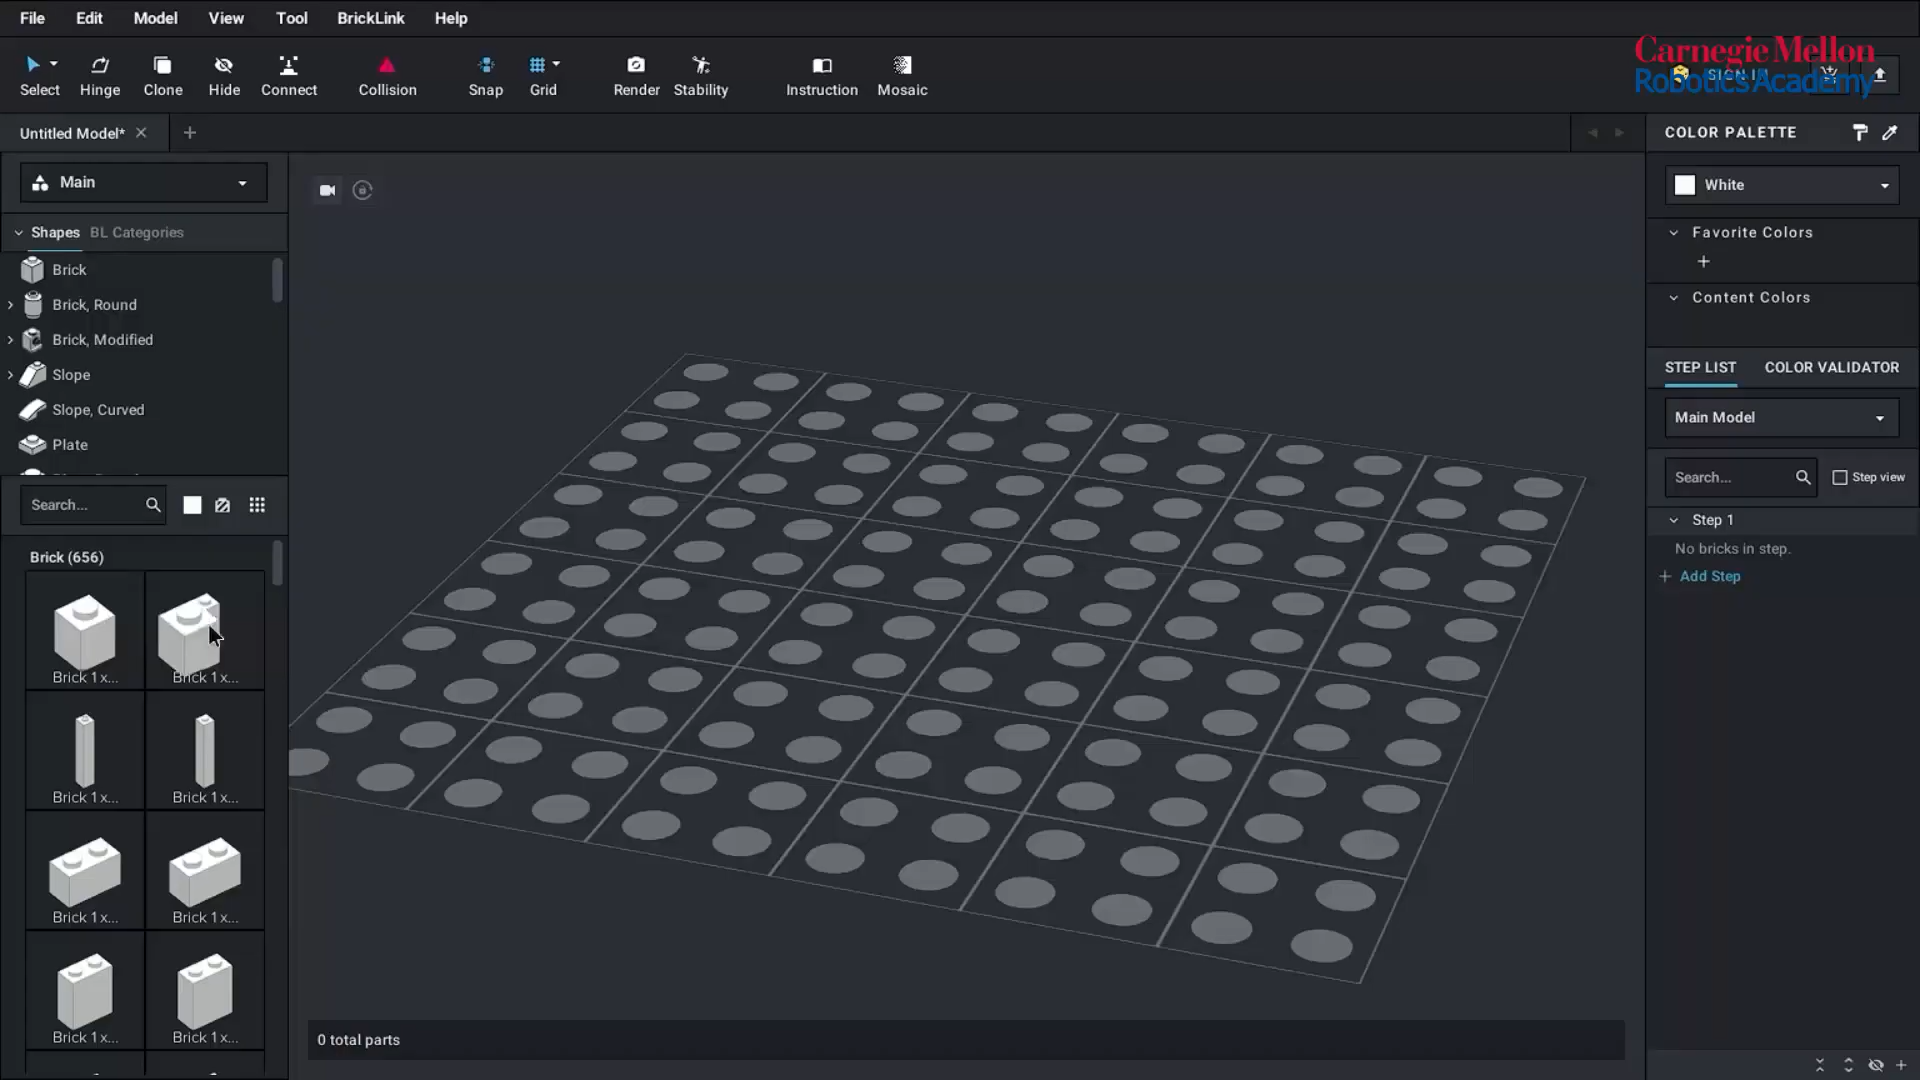 File Edit Model View Tool BrickLink Help
Carnegie Mellon
Robotics Academy
SIGN IN
Select Hinge Clone Hide Connect Collision Snap Grid Render Stability Instruction Mosaic
Untitled Model*
COLOR PALETTE
Main
White
Shapes BL Categories
Favorite Colors
Brick
Content Colors
Brick, Round
Brick, Modified
STEP LIST COLOR VALIDATOR
Slope
Slope, Curved
Main Model
Plate
Search...
Step view
Search...
Step 1
No bricks in step.
Brick (656)
Add Step
Brick 1 x... Brick 1 x...
Brick 1 x... Brick 1 x...
Brick 1 x... Brick 1 x...
Brick 1 x... Brick 1 x...
0 total parts